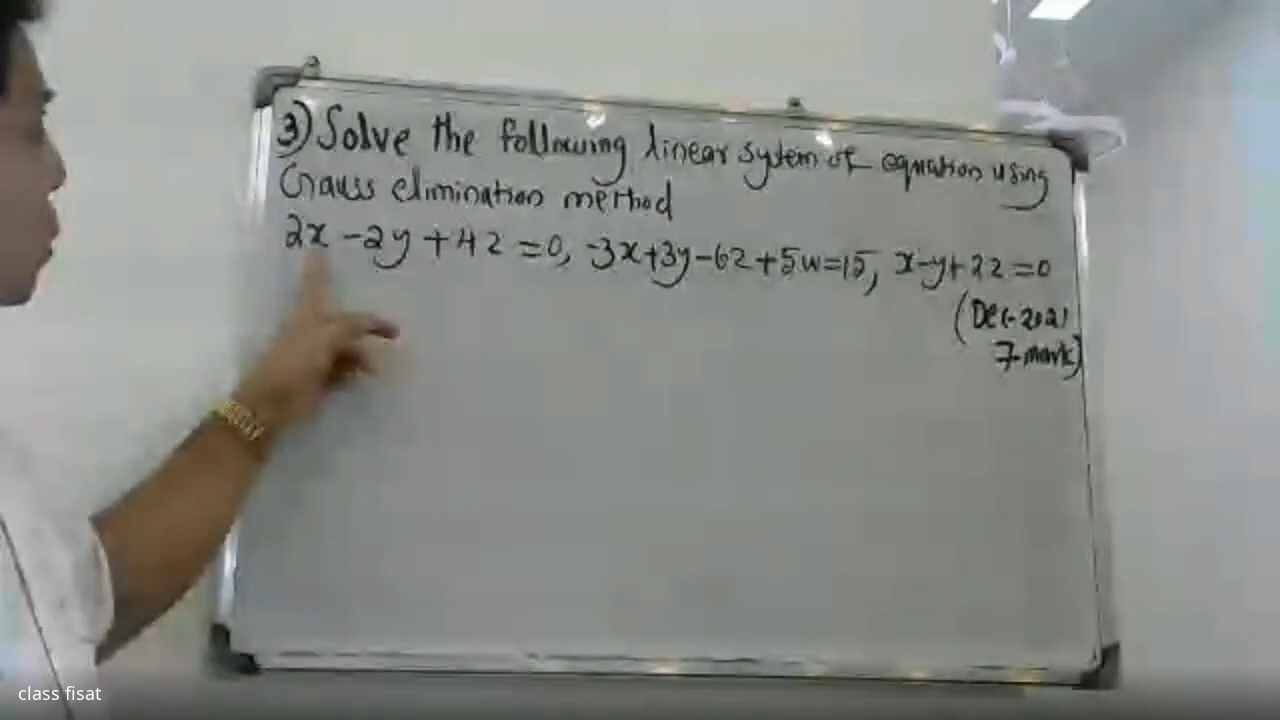 3) Solve the following linear system of equation using
Gauss elimination method
2x -2y +4z =0, -3x+3y-6z+5w=15, x-y+2z=0
(Dec-2021
7-mark)
class fisat